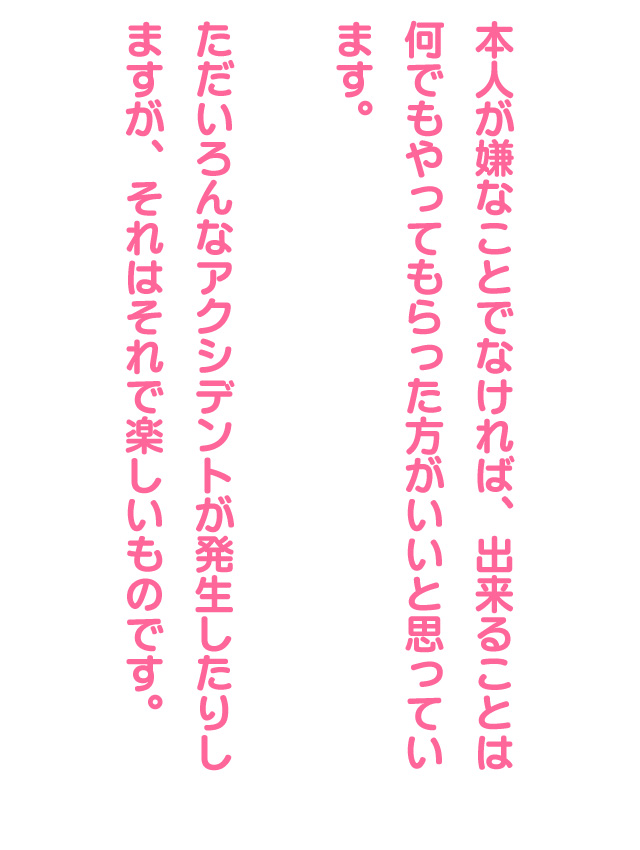 本人が嫌なことでなければ、出来ることは
何でもやってもらった方がいいと思ってい
ます。
ただいろんなアクシデントが発生したりし
ますが、それはそれで楽しいものです。